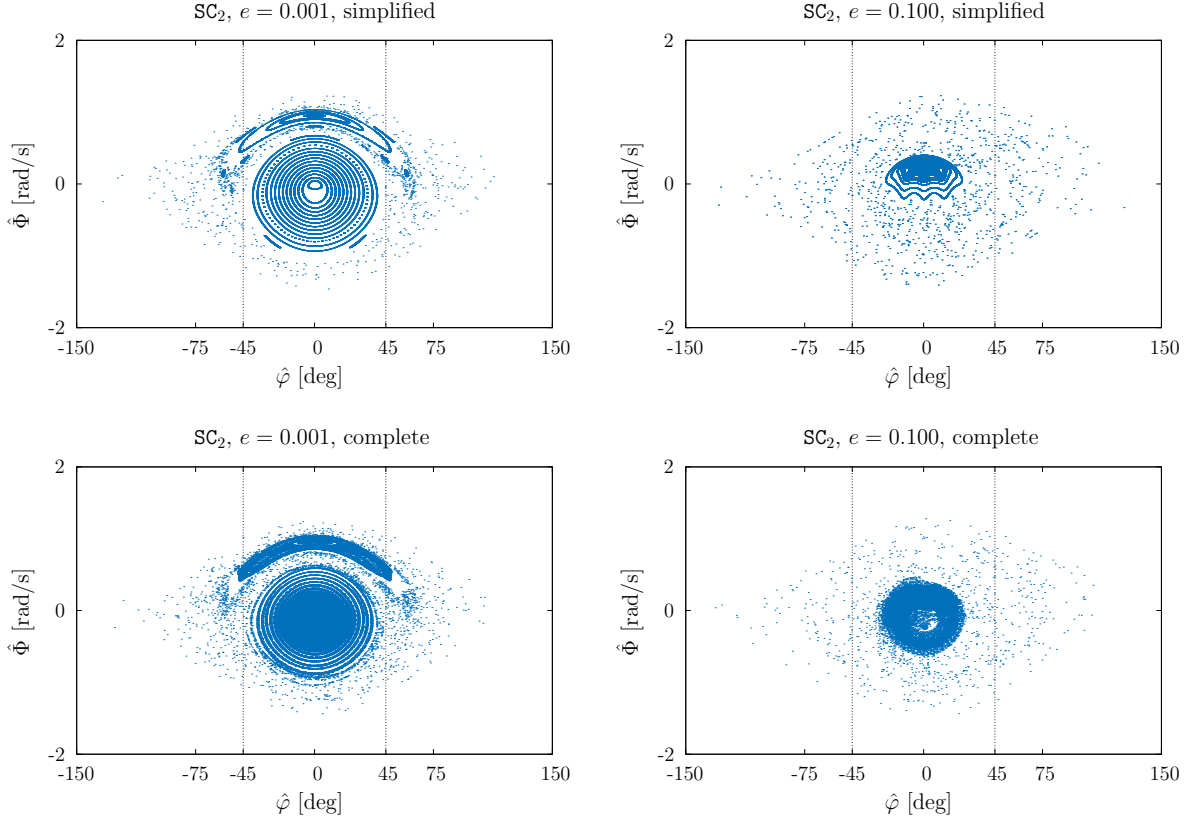 SC₂, e = 0.001, simplified
2
0
-2
Φ̂ [rad/s]
-150 -75 -45 0 45 75 150
φ̂ [deg]
SC₂, e = 0.100, simplified
2
0
-2
Φ̂ [rad/s]
-150 -75 -45 0 45 75 150
φ̂ [deg]
SC₂, e = 0.001, complete
2
0
-2
Φ̂ [rad/s]
-150 -75 -45 0 45 75 150
φ̂ [deg]
SC₂, e = 0.100, complete
2
0
-2
Φ̂ [rad/s]
-150 -75 -45 0 45 75 150
φ̂ [deg]